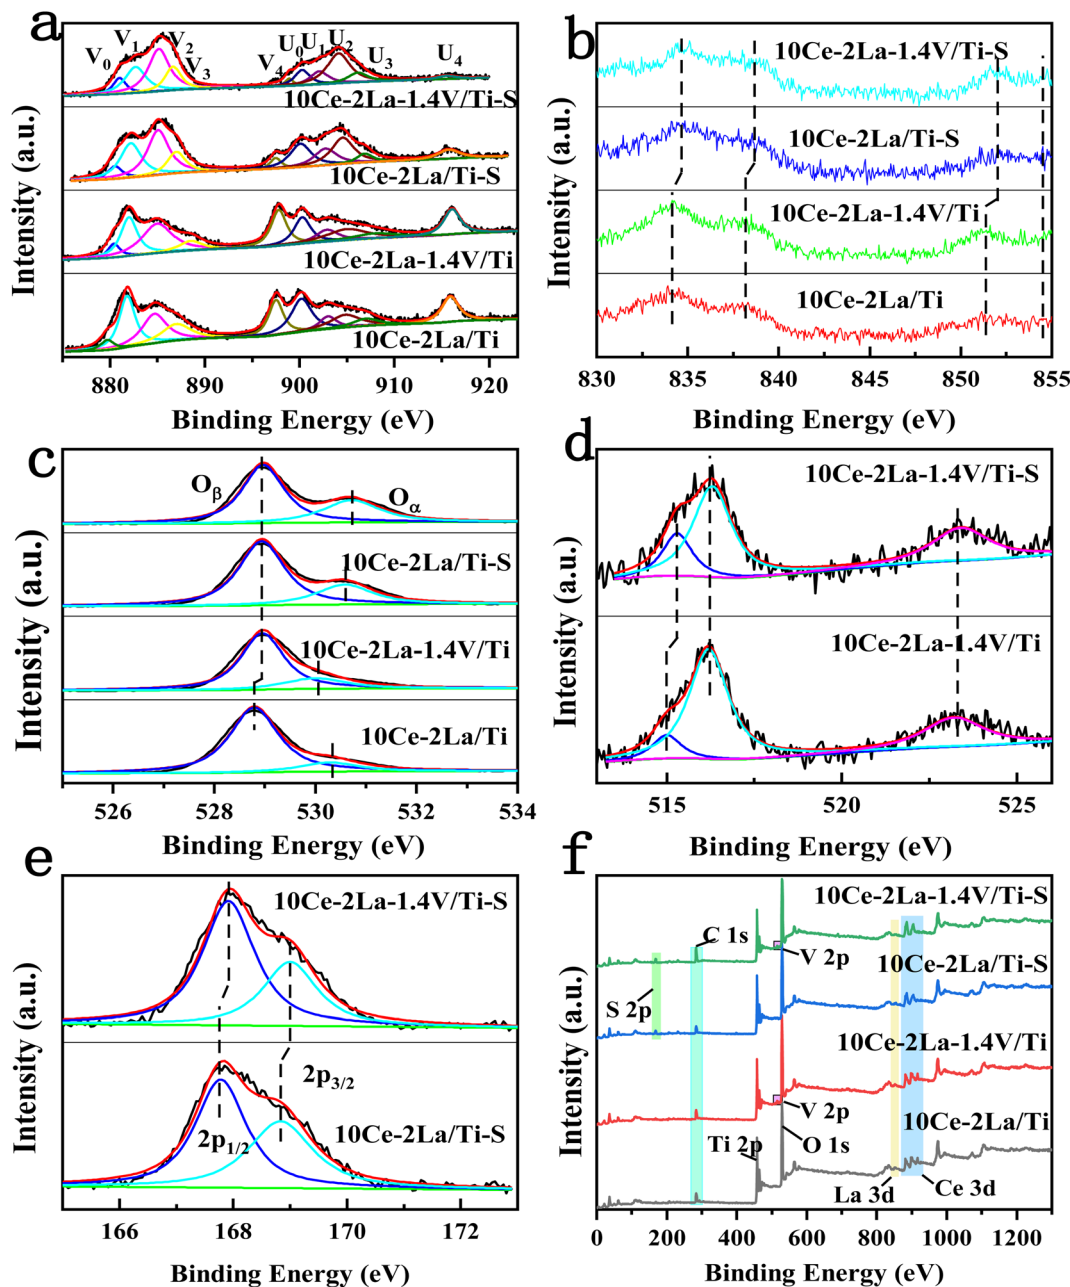 a
V0 V1 V2 V3 V4 U0 U1 U2 U3 U4
10Ce-2La-1.4V/Ti-S
10Ce-2La/Ti-S
10Ce-2La-1.4V/Ti
10Ce-2La/Ti
Intensity (a.u.)
880 890 900 910 920
Binding Energy (eV)
b
10Ce-2La-1.4V/Ti-S
10Ce-2La/Ti-S
10Ce-2La-1.4V/Ti
10Ce-2La/Ti
Intensity (a.u.)
830 835 840 845 850 855
Binding Energy (eV)
c
Oβ Oα
10Ce-2La/Ti-S
10Ce-2La-1.4V/Ti
10Ce-2La/Ti
Intensity (a.u.)
526 528 530 532 534
Binding Energy (eV)
d
10Ce-2La-1.4V/Ti-S
10Ce-2La-1.4V/Ti
Intensity (a.u.)
515 520 525
Binding Energy (eV)
e
10Ce-2La-1.4V/Ti-S
2p3/2
2p1/2
10Ce-2La/Ti-S
Intensity (a.u.)
166 168 170 172
Binding Energy (eV)
f
10Ce-2La-1.4V/Ti-S
C 1s
V 2p
10Ce-2La/Ti-S
S 2p
10Ce-2La-1.4V/Ti
V 2p
10Ce-2La/Ti
Ti 2p O 1s
La 3d Ce 3d
Intensity (a.u.)
0 200 400 600 800 1000 1200
Binding Energy (eV)